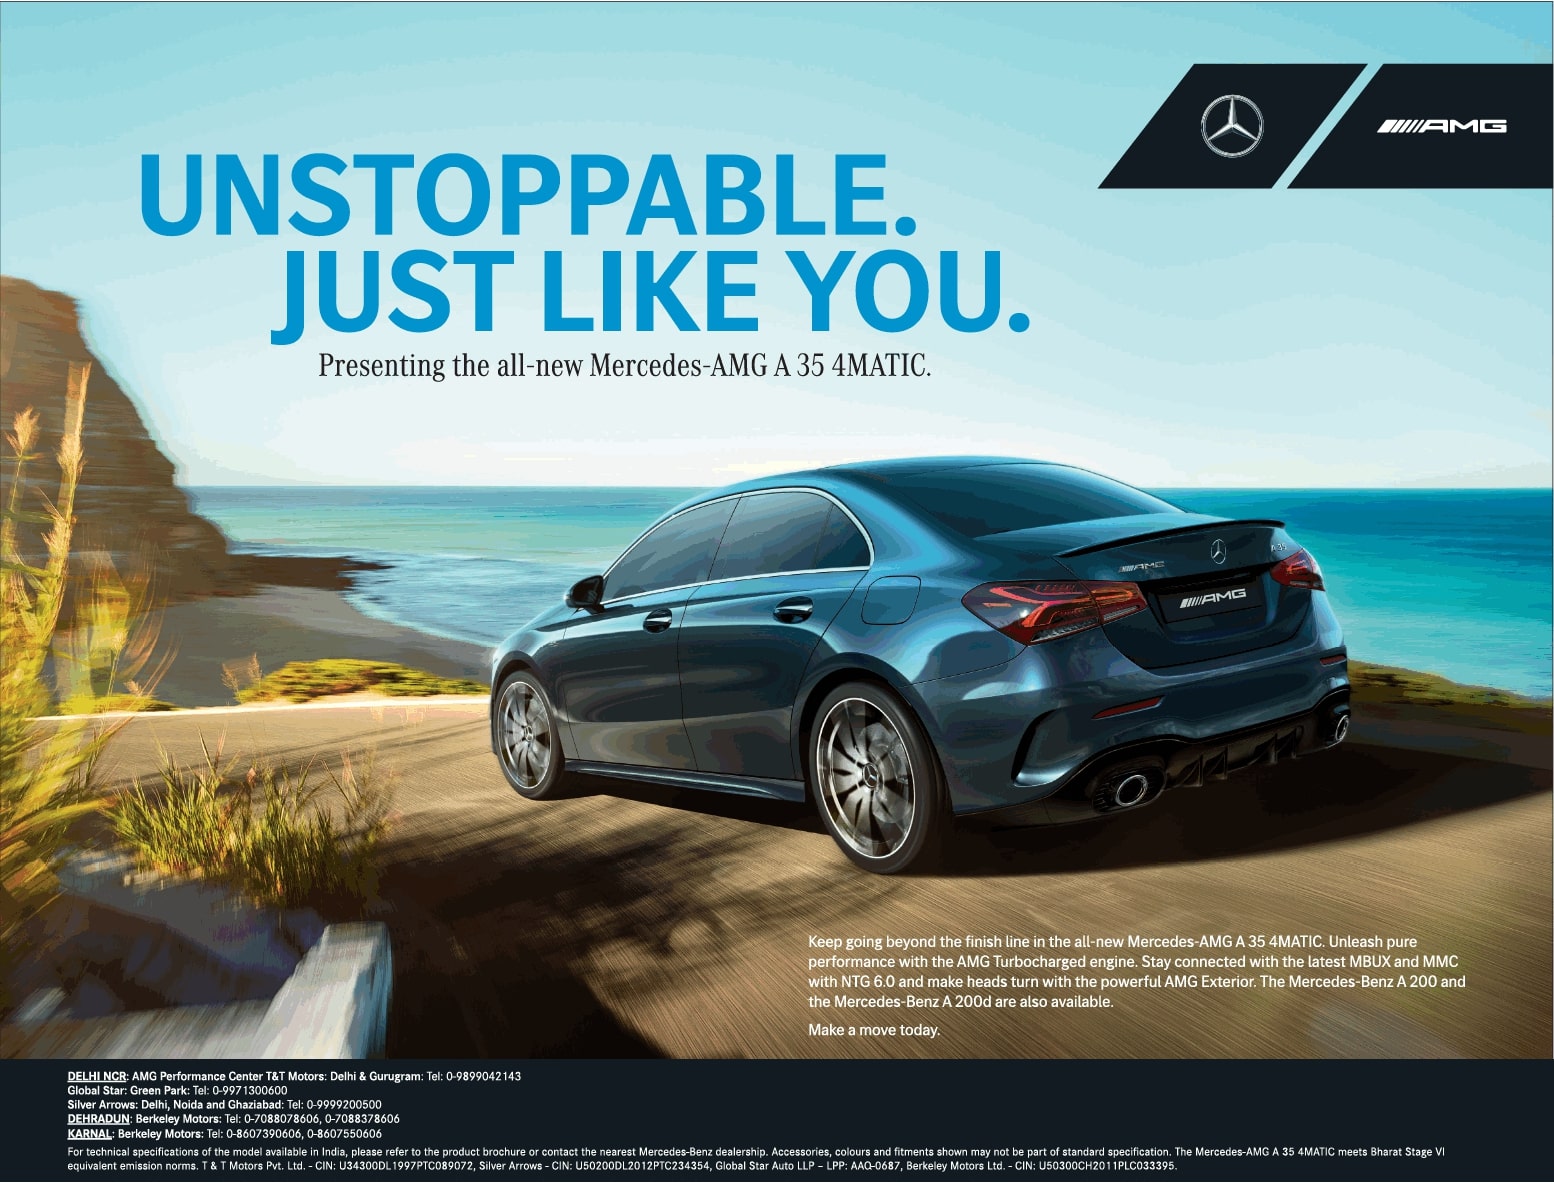 AMG
UNSTOPPABLE.
JUST LIKE YOU.
Presenting the all-new Mercedes-AMG A 35 4MATIC.
AMG
A 35
AMG
Keep going beyond the finish line in the all-new Mercedes-AMG A 35 4MATIC. Unleash pure
performance with the AMG Turbocharged engine. Stay connected with the latest MBUX and MMC
with NTG 6.0 and make heads turn with the powerful AMG Exterior. The Mercedes-Benz A 200 and
the Mercedes-Benz A 200d are also available.
Make a move today.
DELHI NCR: AMG Performance Center T&T Motors: Delhi & Gurugram: Tel: 0-9899042143
Global Star: Green Park: Tel: 0-9971300600
Silver Arrows: Delhi, Noida and Ghaziabad: Tel: 0-9999200500
DEHRADUN: Berkeley Motors: Tel: 0-7088078606, 0-7088378606
KARNAL: Berkeley Motors: Tel: 0-8607390606, 0-8607550606
For technical specifications of the model available in India, please refer to the product brochure or contact the nearest Mercedes-Benz dealership. Accessories, colours and fitments shown may not be part of standard specification. The Mercedes-AMG A 35 4MATIC meets Bharat Stage VI
equivalent emission norms. T & T Motors Pvt. Ltd. - CIN: U34300DL1997PTC089072, Silver Arrows - CIN: U50200DL2012PTC234354, Global Star Auto LLP – LPP: AAQ-0687, Berkeley Motors Ltd. - CIN: U50300CH2011PLC033395.